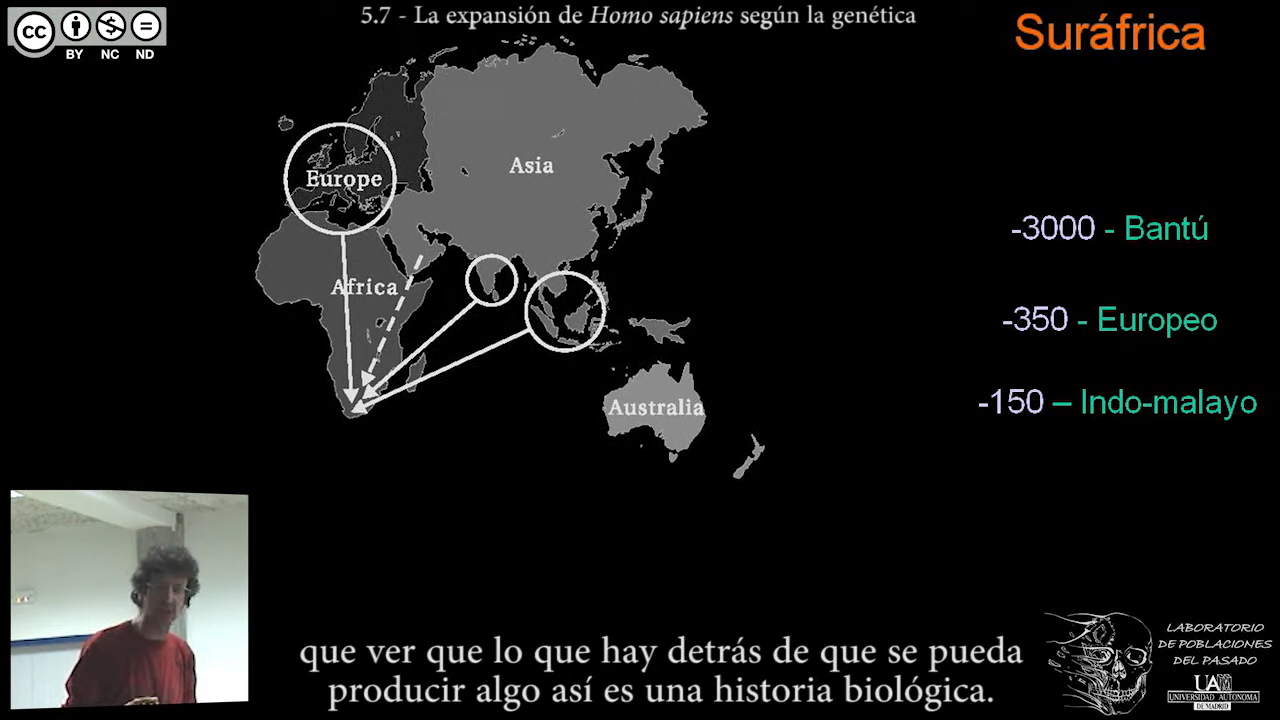 5.7 - La expansión de Homo sapiens según la genética
cc
BY NC ND
Suráfrica
Asia
Europe
-3000 - Bantú
Africa
-350 - Europeo
-150 – Indo-malayo
Australia
que ver que lo que hay detrás de que se pueda
producir algo así es una historia biológica.
LABORATORIO
DE POBLACIONES
DEL PASADO
UA
UNIVERSIDAD AUTONOMA
DE MADRID